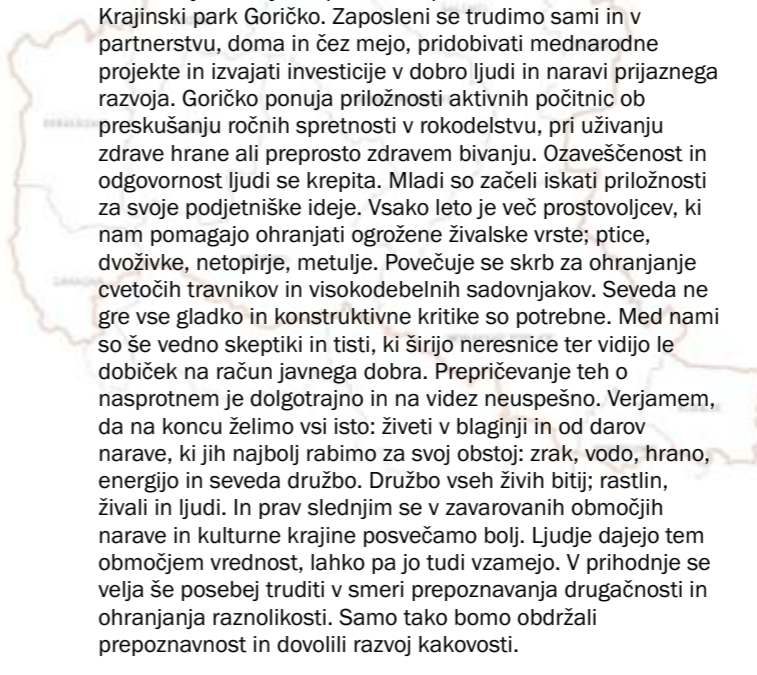 Krajinski park Goričko. Zaposleni se trudimo sami in v
partnerstvu, doma in čez mejo, pridobivati mednarodne
projekte in izvajati investicije v dobro ljudi in naravi prijaznega
razvoja. Goričko ponuja priložnosti aktivnih počitnic ob
preskušanju ročnih spretnosti v rokodelstvu, pri uživanju
zdrave hrane ali preprosto zdravem bivanju. Ozaveščenost in
odgovornost ljudi se krepita. Mladi so začeli iskati priložnosti
za svoje podjetniške ideje. Vsako leto je več prostovoljcev, ki
nam pomagajo ohranjati ogrožene živalske vrste; ptice,
dvoživke, netopirje, metulje. Povečuje se skrb za ohranjanje
cvetočih travnikov in visokodebelnih sadovnjakov. Seveda ne
gre vse gladko in konstruktivne kritike so potrebne. Med nami
so še vedno skeptiki in tisti, ki širijo neresnice ter vidijo le
dobiček na račun javnega dobra. Prepričevanje teh o
nasprotnem je dolgotrajno in na videz neuspešno. Verjamem,
da na koncu želimo vsi isto: živeti v blaginji in od darov
narave, ki jih najbolj rabimo za svoj obstoj: zrak, vodo, hrano,
energijo in seveda družbo. Družbo vseh živih bitij; rastlin,
živali in ljudi. In prav slednjim se v zavarovanih območjih
narave in kulturne krajine posvečamo bolj. Ljudje dajejo tem
območjem vrednost, lahko pa jo tudi vzamejo. V prihodnje se
velja še posebej truditi v smeri prepoznavanja drugačnosti in
ohranjanja raznolikosti. Samo tako bomo obdržali
prepoznavnost in dovolili razvoj kakovosti.